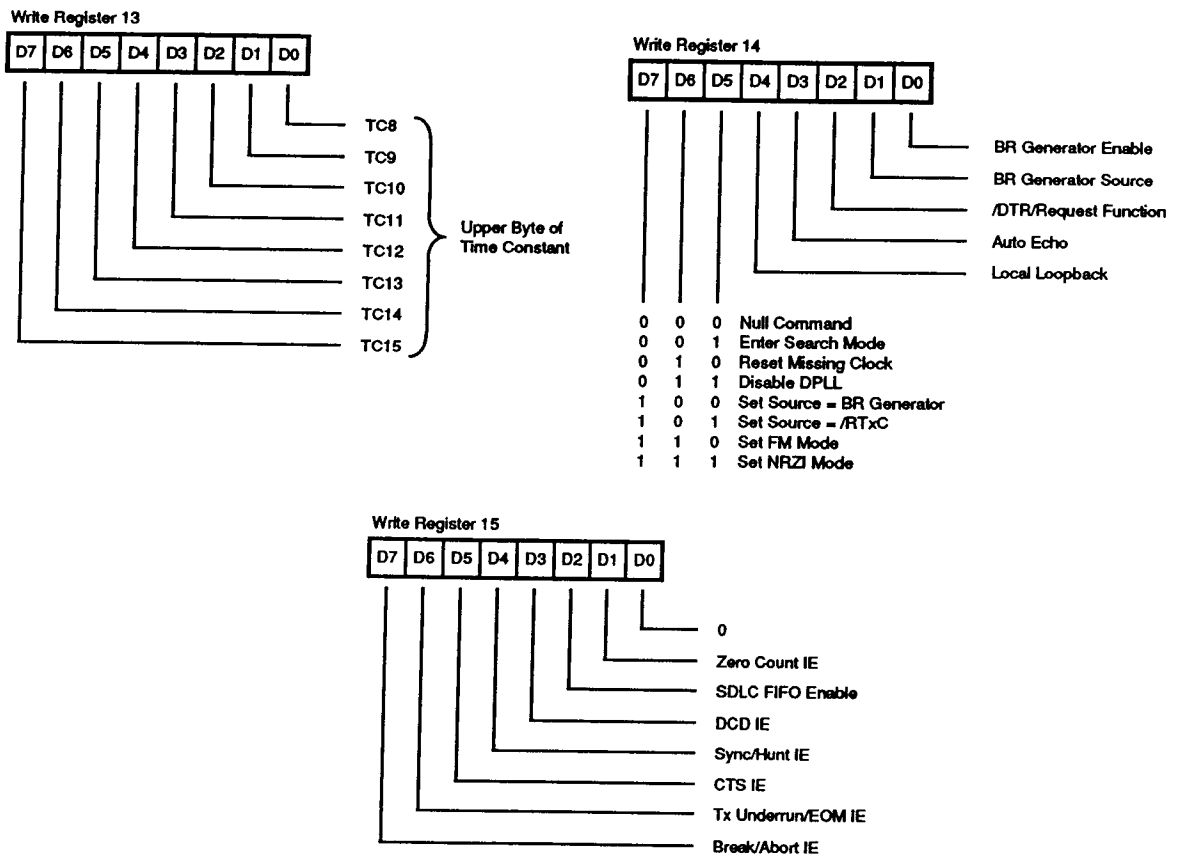 Write Register 13
D7 D6 D5 D4 D3 D2 D1 D0
TC8
TC9
TC10
TC11
TC12
TC13
TC14
TC15
Upper Byte of
Time Constant
Write Register 14
D7 D6 D5 D4 D3 D2 D1 D0
BR Generator Enable
BR Generator Source
/DTR/Request Function
Auto Echo
Local Loopback
0 0 0 Null Command
0 0 1 Enter Search Mode
0 1 0 Reset Missing Clock
0 1 1 Disable DPLL
1 0 0 Set Source = BR Generator
1 0 1 Set Source = /RTxC
1 1 0 Set FM Mode
1 1 1 Set NRZI Mode
Write Register 15
D7 D6 D5 D4 D3 D2 D1 D0
0
Zero Count IE
SDLC FIFO Enable
DCD IE
Sync/Hunt IE
CTS IE
Tx Underrun/EOM IE
Break/Abort IE